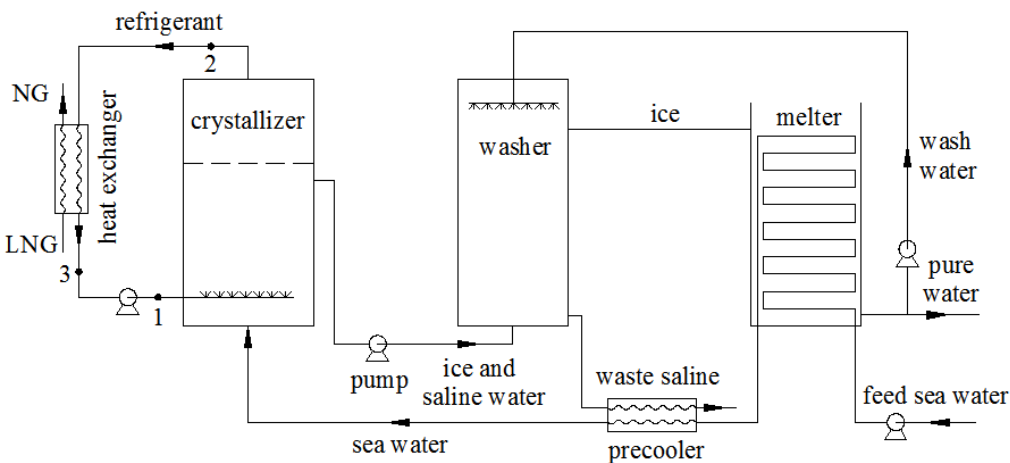 refrigerant
2
NG
crystallizer
heat exchanger
LNG
3
1
pump
ice and
saline water
washer
ice
melter
wash
water
pure
water
waste saline
precooler
sea water
feed sea water